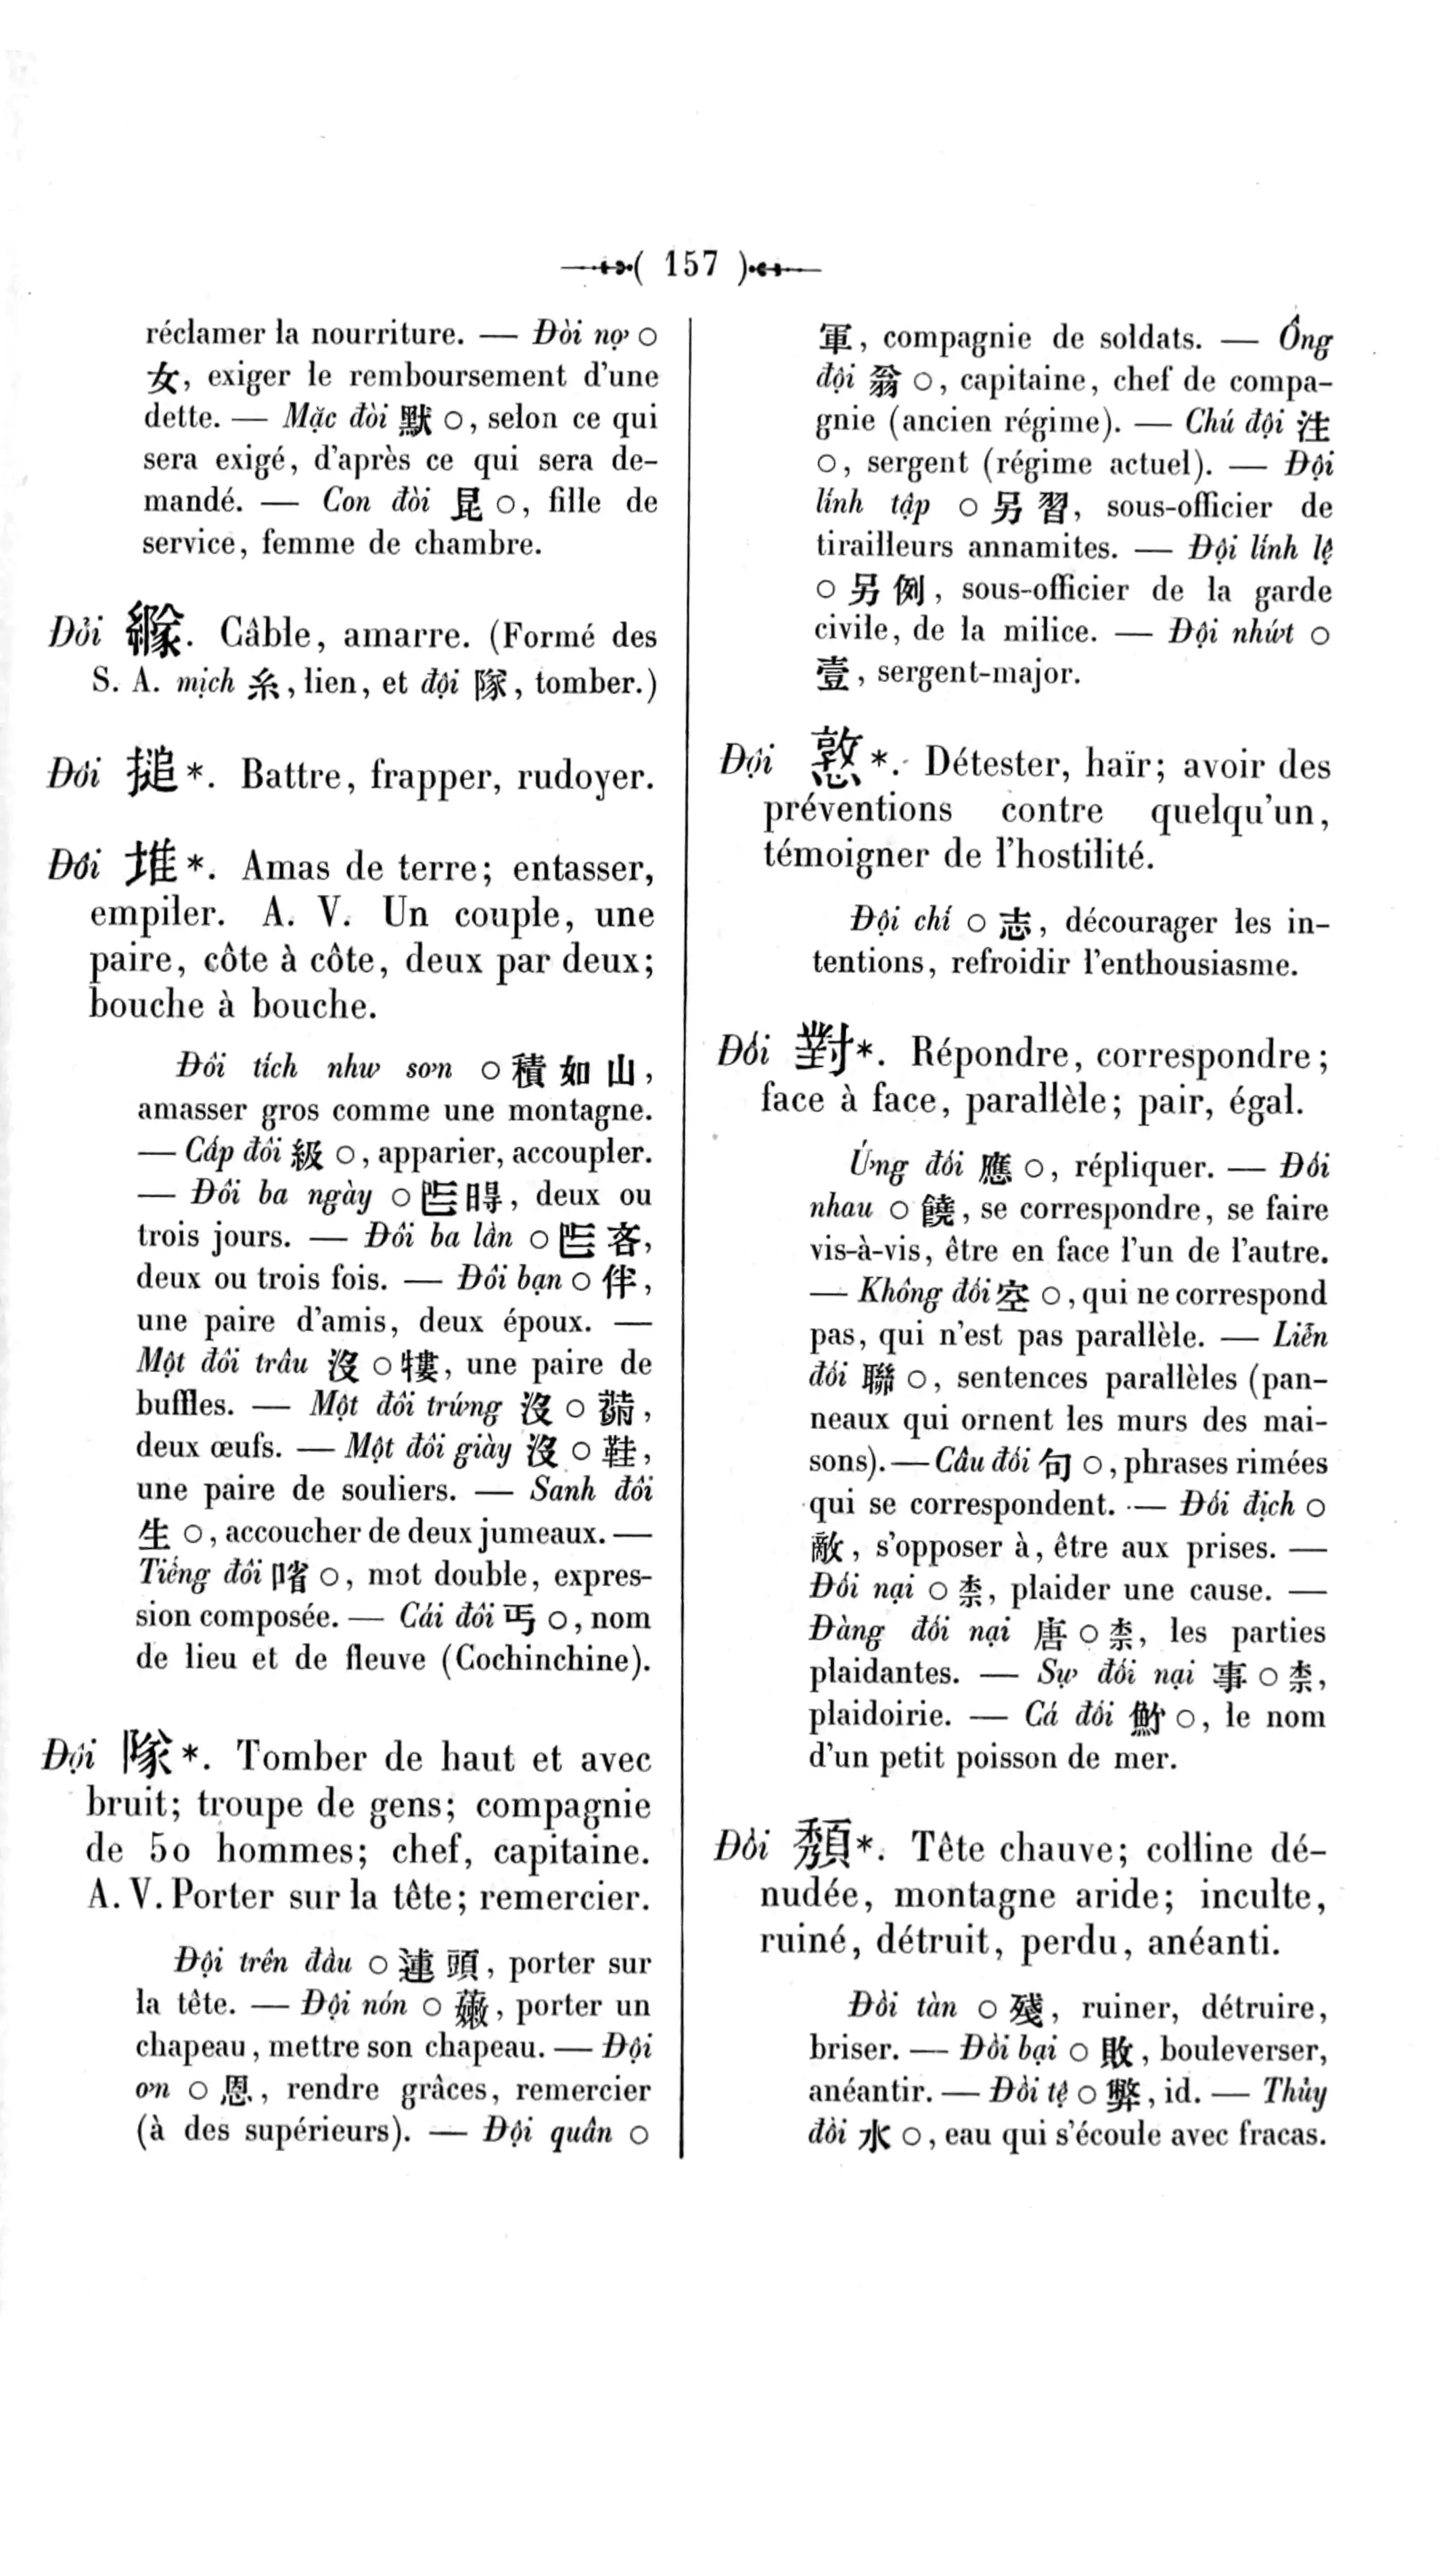 ( 157 )
réclamer la nourriture. — Đòi nợ ○
女, exiger le remboursement d'une
dette. — Mặc đòi 默 ○, selon ce qui
sera exigé, d'après ce qui sera de-
mandé. — Con đòi 昆 ○, fille de
service, femme de chambre.
Đỏi. Câble, amarre. (Formé des
S. A. mịch 糸, lien, et đội 隊, tomber.)
Đôi 搥 *. Battre, frapper, rudoyer.
Đôi 堆 *. Amas de terre; entasser,
empiler. A. V. Un couple, une
paire, côte à côte, deux par deux;
bouche à bouche.
Đôi tích như sơn ○ 積 如 山,
amasser gros comme une montagne.
— Cấp đôi 級 ○, apparier, accoupler.
— Đôi ba ngày ○ 𠀧 𣈜, deux ou
trois jours. — Đôi ba lần ○ 𠀧 吝,
deux ou trois fois. — Đôi bạn ○ 伴,
une paire d'amis, deux époux. —
Một đôi trâu 沒 ○, une paire de
buffles. — Một đôi trứng 沒 ○,
deux œufs. — Một đôi giày 沒 ○ 鞋,
une paire de souliers. — Sanh đôi
生 ○, accoucher de deux jumeaux. —
Tiếng đôi 㗂 ○, mot double, expres-
sion composée. — Cái đôi 丐 ○, nom
de lieu et de fleuve (Cochinchine).
Đội 隊 *. Tomber de haut et avec
bruit; troupe de gens; compagnie
de 50 hommes; chef, capitaine.
A. V. Porter sur la tête; remercier.
Đội trên đầu ○ 蓮 頭, porter sur
la tête. — Đội nón ○, porter un
chapeau, mettre son chapeau. — Đội
ơn ○ 恩, rendre grâces, remercier
(à des supérieurs). — Đội quân ○
軍, compagnie de soldats. — Ông
đội 翁 ○, capitaine, chef de compa-
gnie (ancien régime). — Chú đội 注
○, sergent (régime actuel). — Đội
lính tập ○ 另 習, sous-officier de
tirailleurs annamites. — Đội lính lệ
○ 另 例, sous-officier de la garde
civile, de la milice. — Đội nhứt ○
壹, sergent-major.
Đội 憝 *. Détester, haïr; avoir des
préventions contre quelqu'un,
témoigner de l'hostilité.
Đội chí ○ 志, décourager les in-
tentions, refroidir l'enthousiasme.
Đối 對 *. Répondre, correspondre;
face à face, parallèle; pair, égal.
Ứng đối 應 ○, répliquer. — Đối
nhau ○ 饒, se correspondre, se faire
vis-à-vis, être en face l'un de l'autre.
— Không đối 空 ○, qui ne correspond
pas, qui n'est pas parallèle. — Liễn
đối 聯 ○, sentences parallèles (pan-
neaux qui ornent les murs des mai-
sons). — Câu đối 句 ○, phrases rimées
qui se correspondent. — Đối địch ○
敵, s'opposer à, être aux prises. —
Đối nại ○ 柰, plaider une cause. —
Đàng đối nại 唐 ○ 柰, les parties
plaidantes. — Sự đối nại 事 ○ 柰,
plaidoirie. — Cá đối ○, le nom
d'un petit poisson de mer.
Đồi 頹 *. Tête chauve; colline dé-
nudée, montagne aride; inculte,
ruiné, détruit, perdu, anéanti.
Đồi tàn ○ 殘, ruiner, détruire,
briser. — Đồi bại ○ 敗, bouleverser,
anéantir. — Đồi tệ ○ 弊, id. — Thủy
đồi 水 ○, eau qui s'écoule avec fracas.